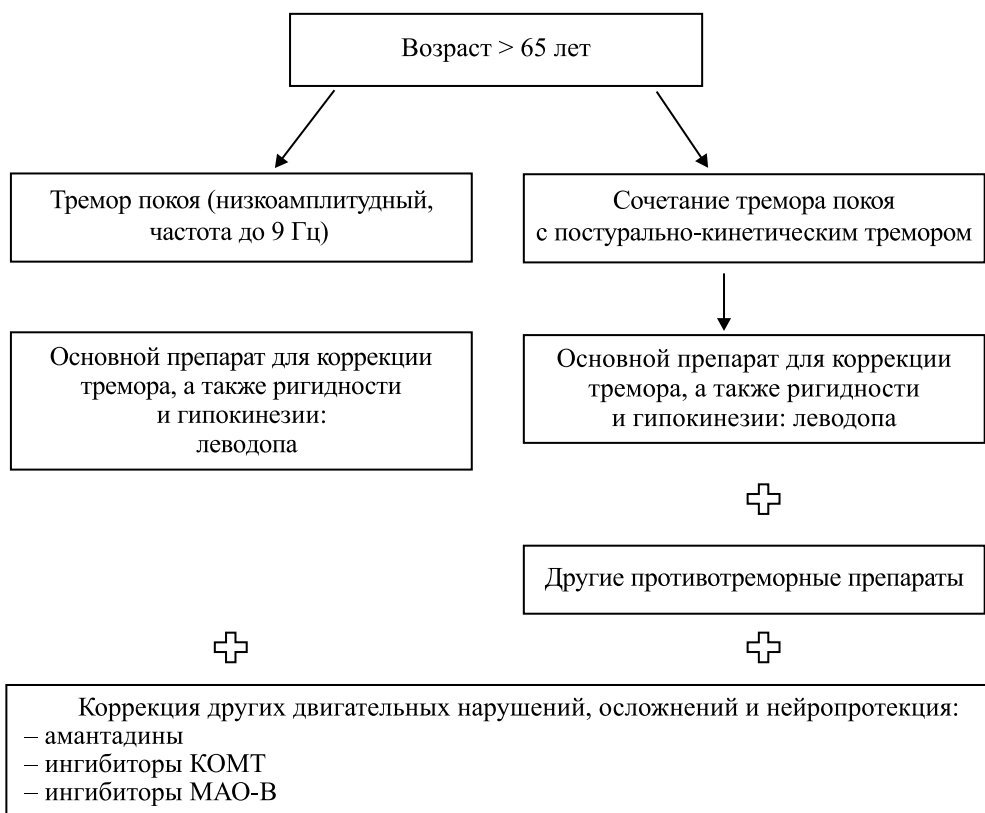 Возраст > 65 лет
Тремор покоя (низкоамплитудный,
частота до 9 Гц)
Сочетание тремора покоя
с постурально-кинетическим тремором
Основной препарат для коррекции
тремора, а также ригидности
и гипокинезии:
леводопа
Основной препарат для коррекции
тремора, а также ригидности
и гипокинезии: леводопа
Другие противотреморные препараты
Коррекция других двигательных нарушений, осложнений и нейропротекция:
– амантадины
– ингибиторы КОМТ
– ингибиторы МАО-В